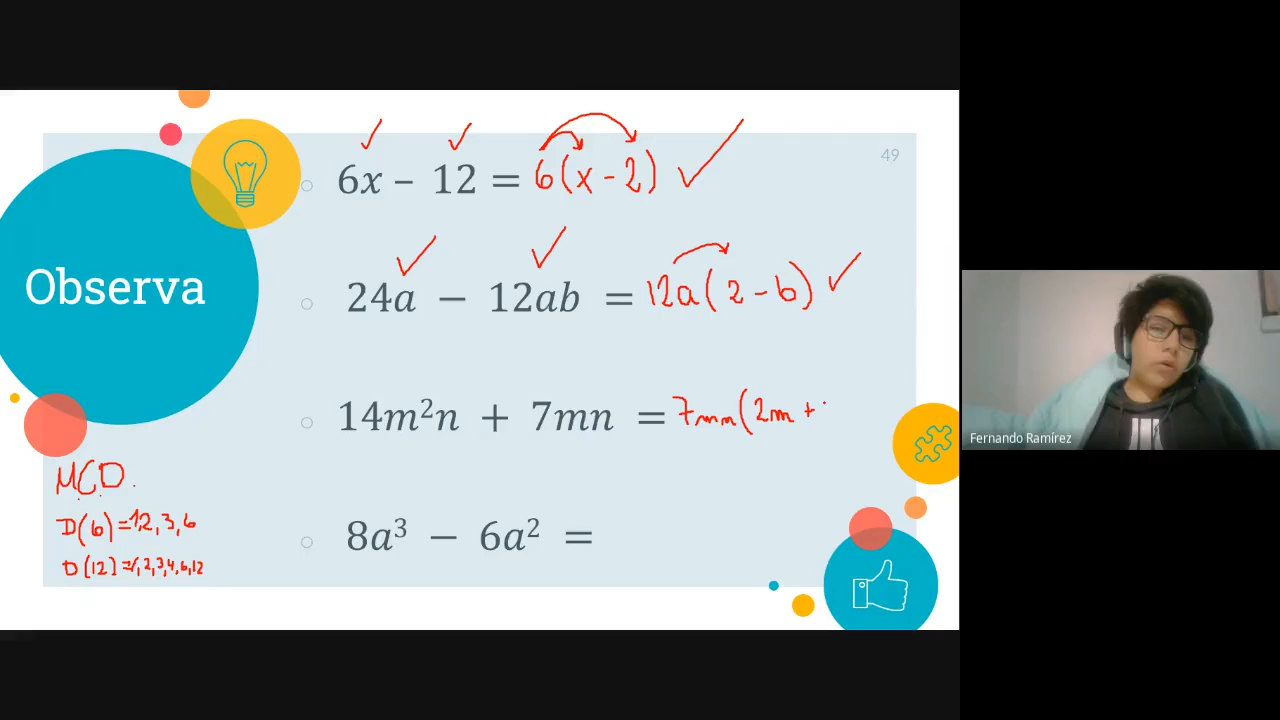 49
6x – 12 = 6(x - 2)
Observa
24a – 12ab = 12a(2 - b)
14m²n + 7mn = 7mn(2m +
M.C.D.
D(6)=1,2,3,6
D(12)=1,2,3,4,6,12
8a³ – 6a² =
Fernando Ramírez